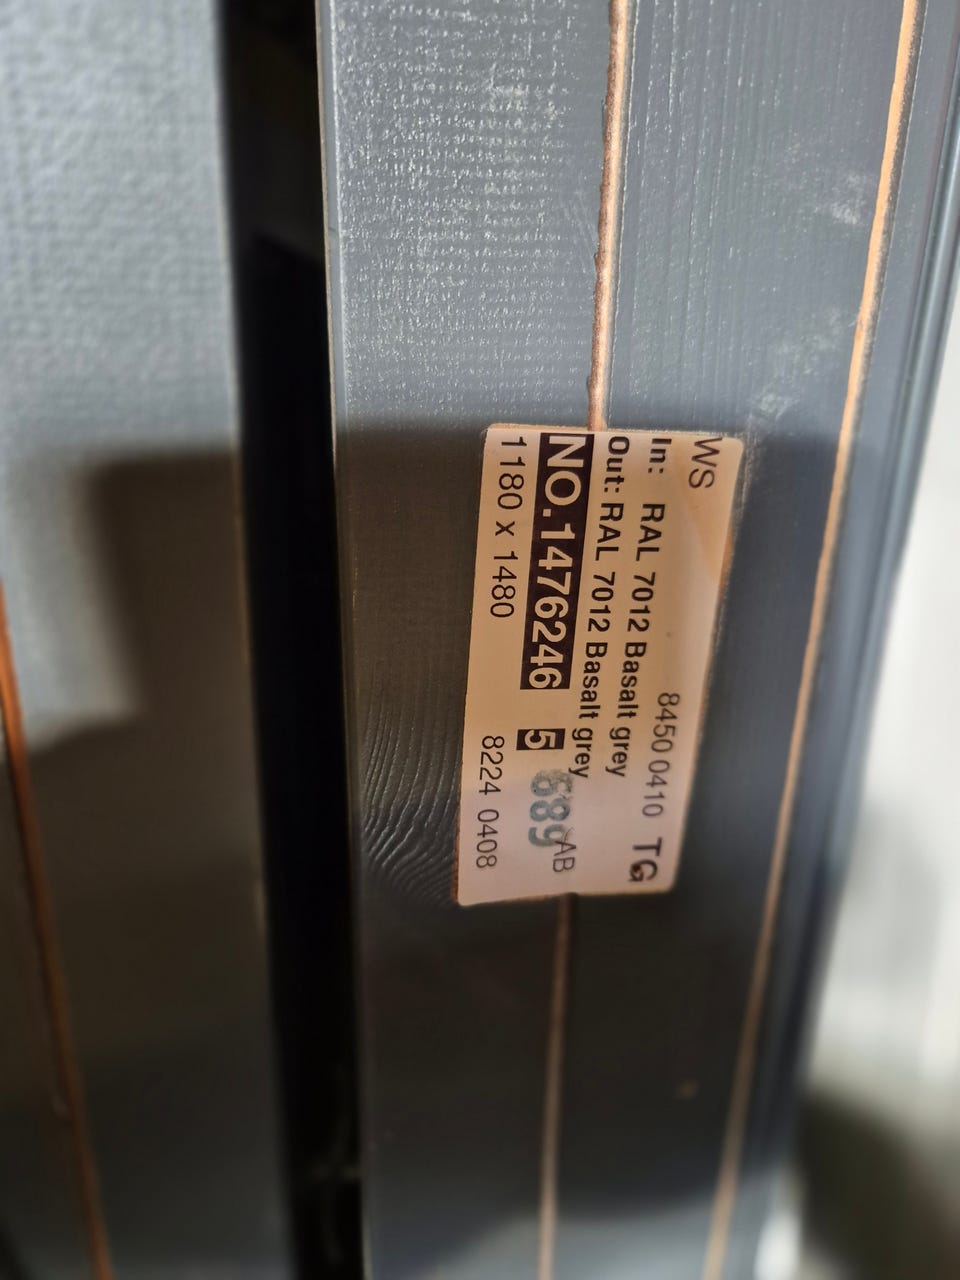 WS
8450 0410 TG
In: RAL 7012 Basalt grey
Out: RAL 7012 Basalt grey
NO.1476246 5 689 AB
1180 x 1480 8224 0408